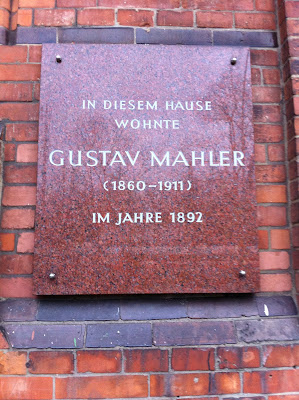 IN DIESEM HAUSE
WOHNTE
GUSTAV MAHLER
(1860–1911)
IM JAHRE 1892